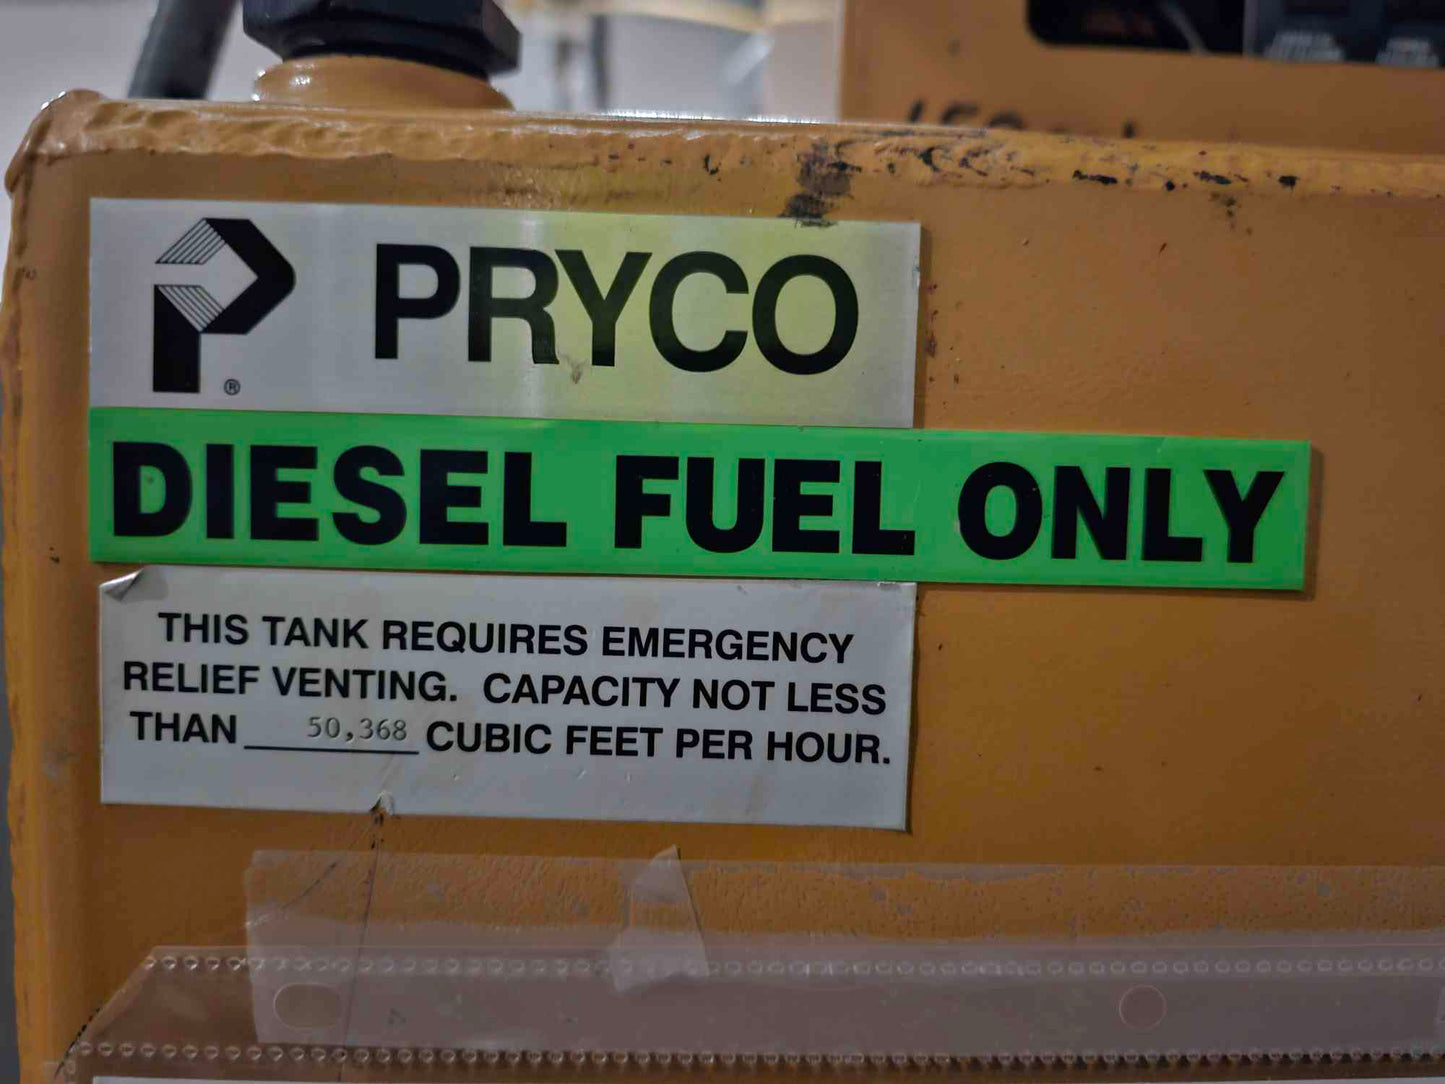 PRYCO
®
DIESEL FUEL ONLY
THIS TANK REQUIRES EMERGENCY
RELIEF VENTING. CAPACITY NOT LESS
THAN 50,368 CUBIC FEET PER HOUR.